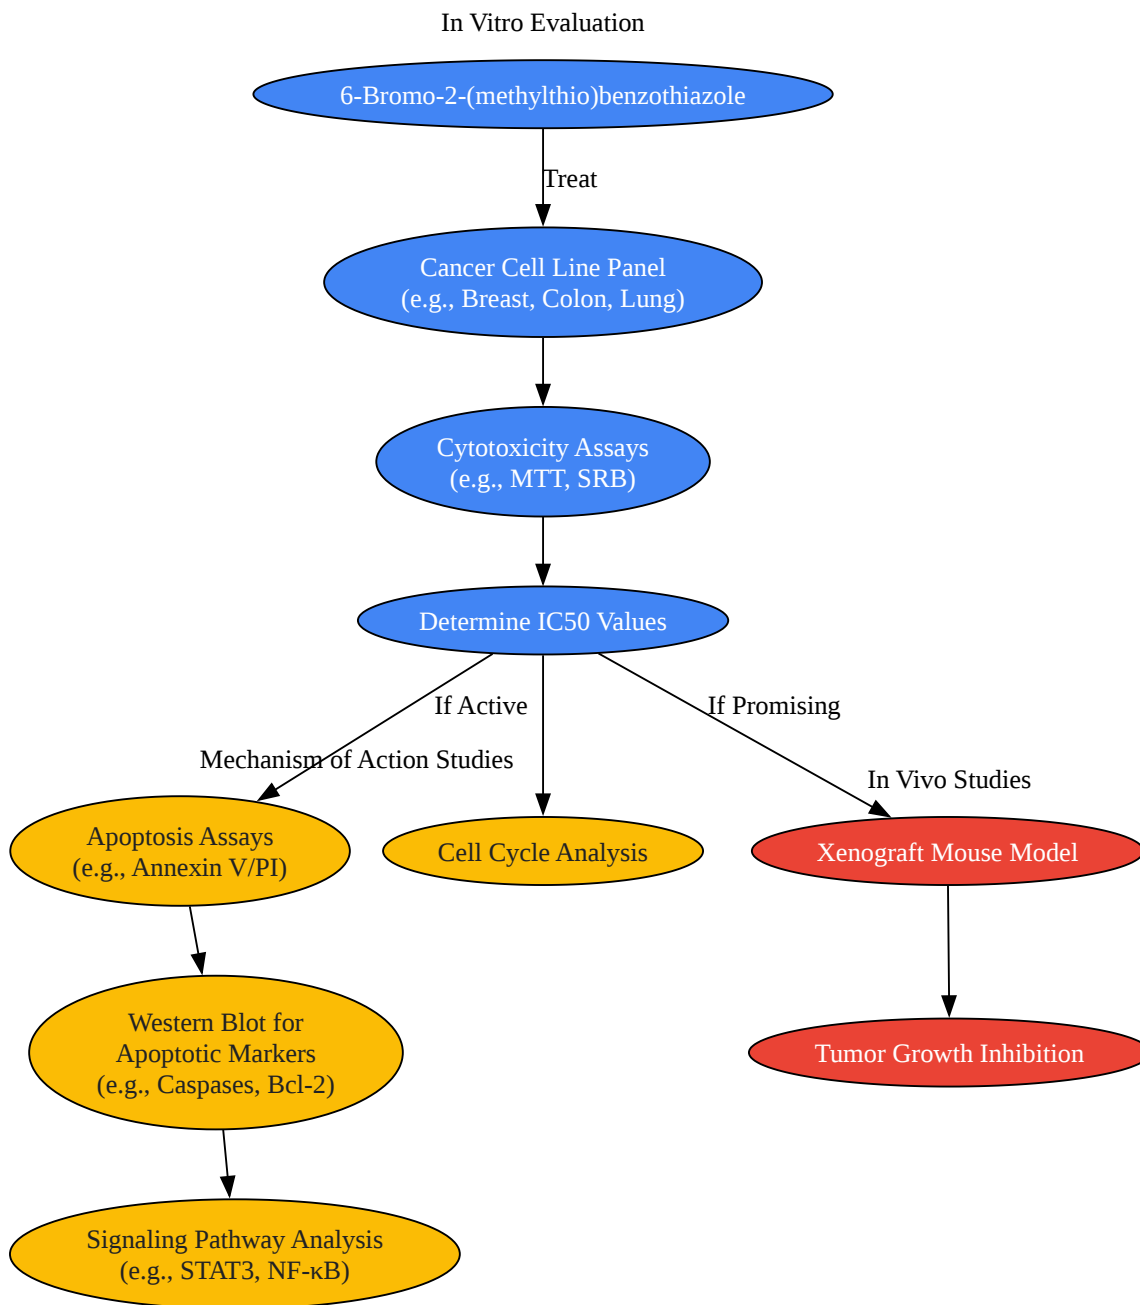 In Vitro Evaluation
6-Bromo-2-(methylthio)benzothiazole
Treat
Cancer Cell Line Panel
(e.g., Breast, Colon, Lung)
Cytotoxicity Assays
(e.g., MTT, SRB)
Determine IC50 Values
If Active
If Promising
Mechanism of Action Studies
In Vivo Studies
Apoptosis Assays
(e.g., Annexin V/PI)
Cell Cycle Analysis
Xenograft Mouse Model
Western Blot for
Apoptotic Markers
(e.g., Caspases, Bcl-2)
Tumor Growth Inhibition
Signaling Pathway Analysis
(e.g., STAT3, NF-κB)